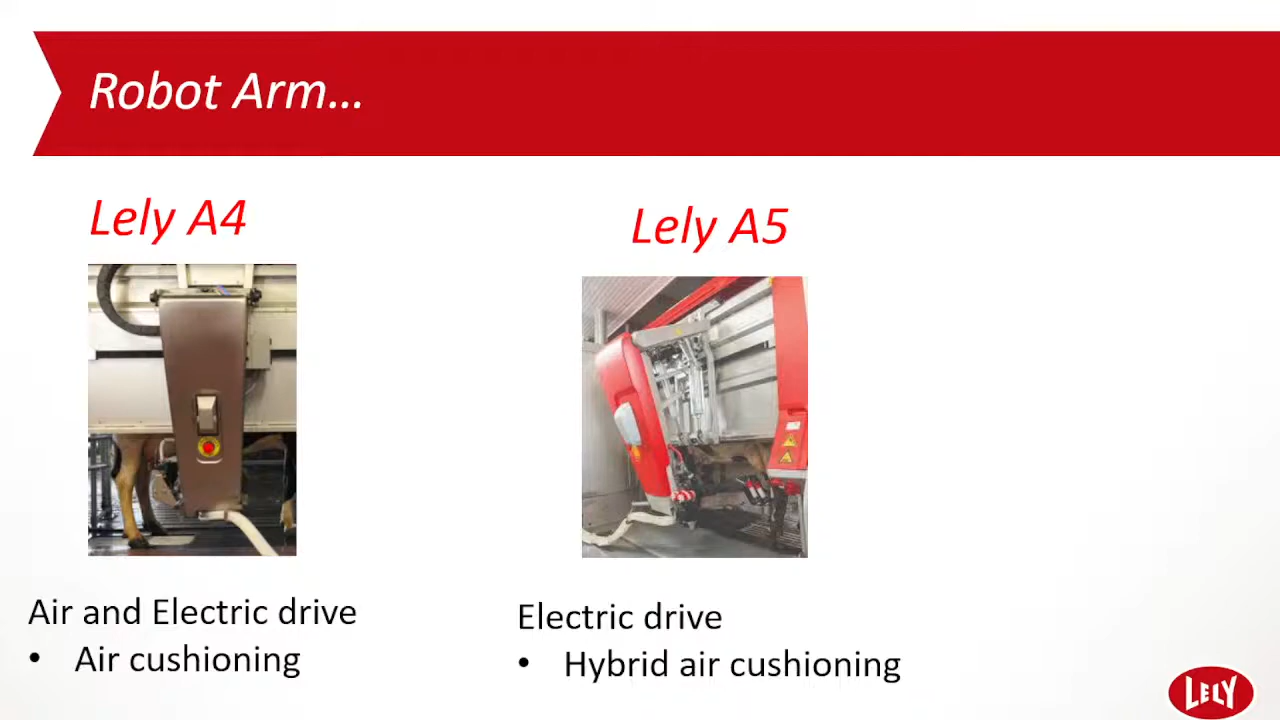 Robot Arm...
Lely A4
Lely A5
Air and Electric drive
• Air cushioning
Electric drive
• Hybrid air cushioning
LELY